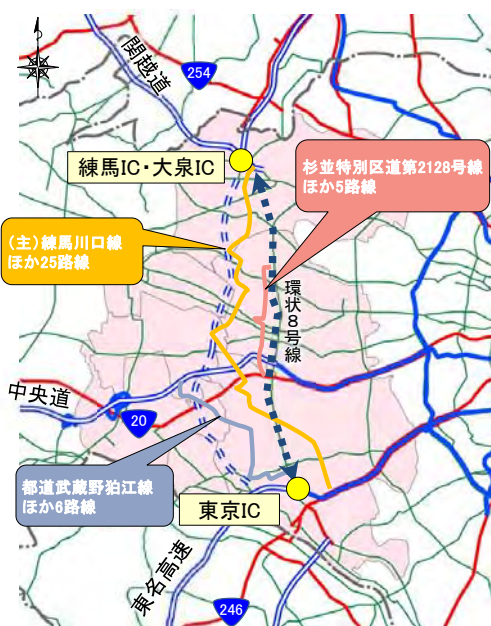 関越道
254
練馬IC・大泉IC
杉並特別区道第2128号線
ほか5路線
(主)練馬川口線
ほか25路線
環状8号線
中央道
20
都道武蔵野狛江線
ほか6路線
東京IC
東名高速
246